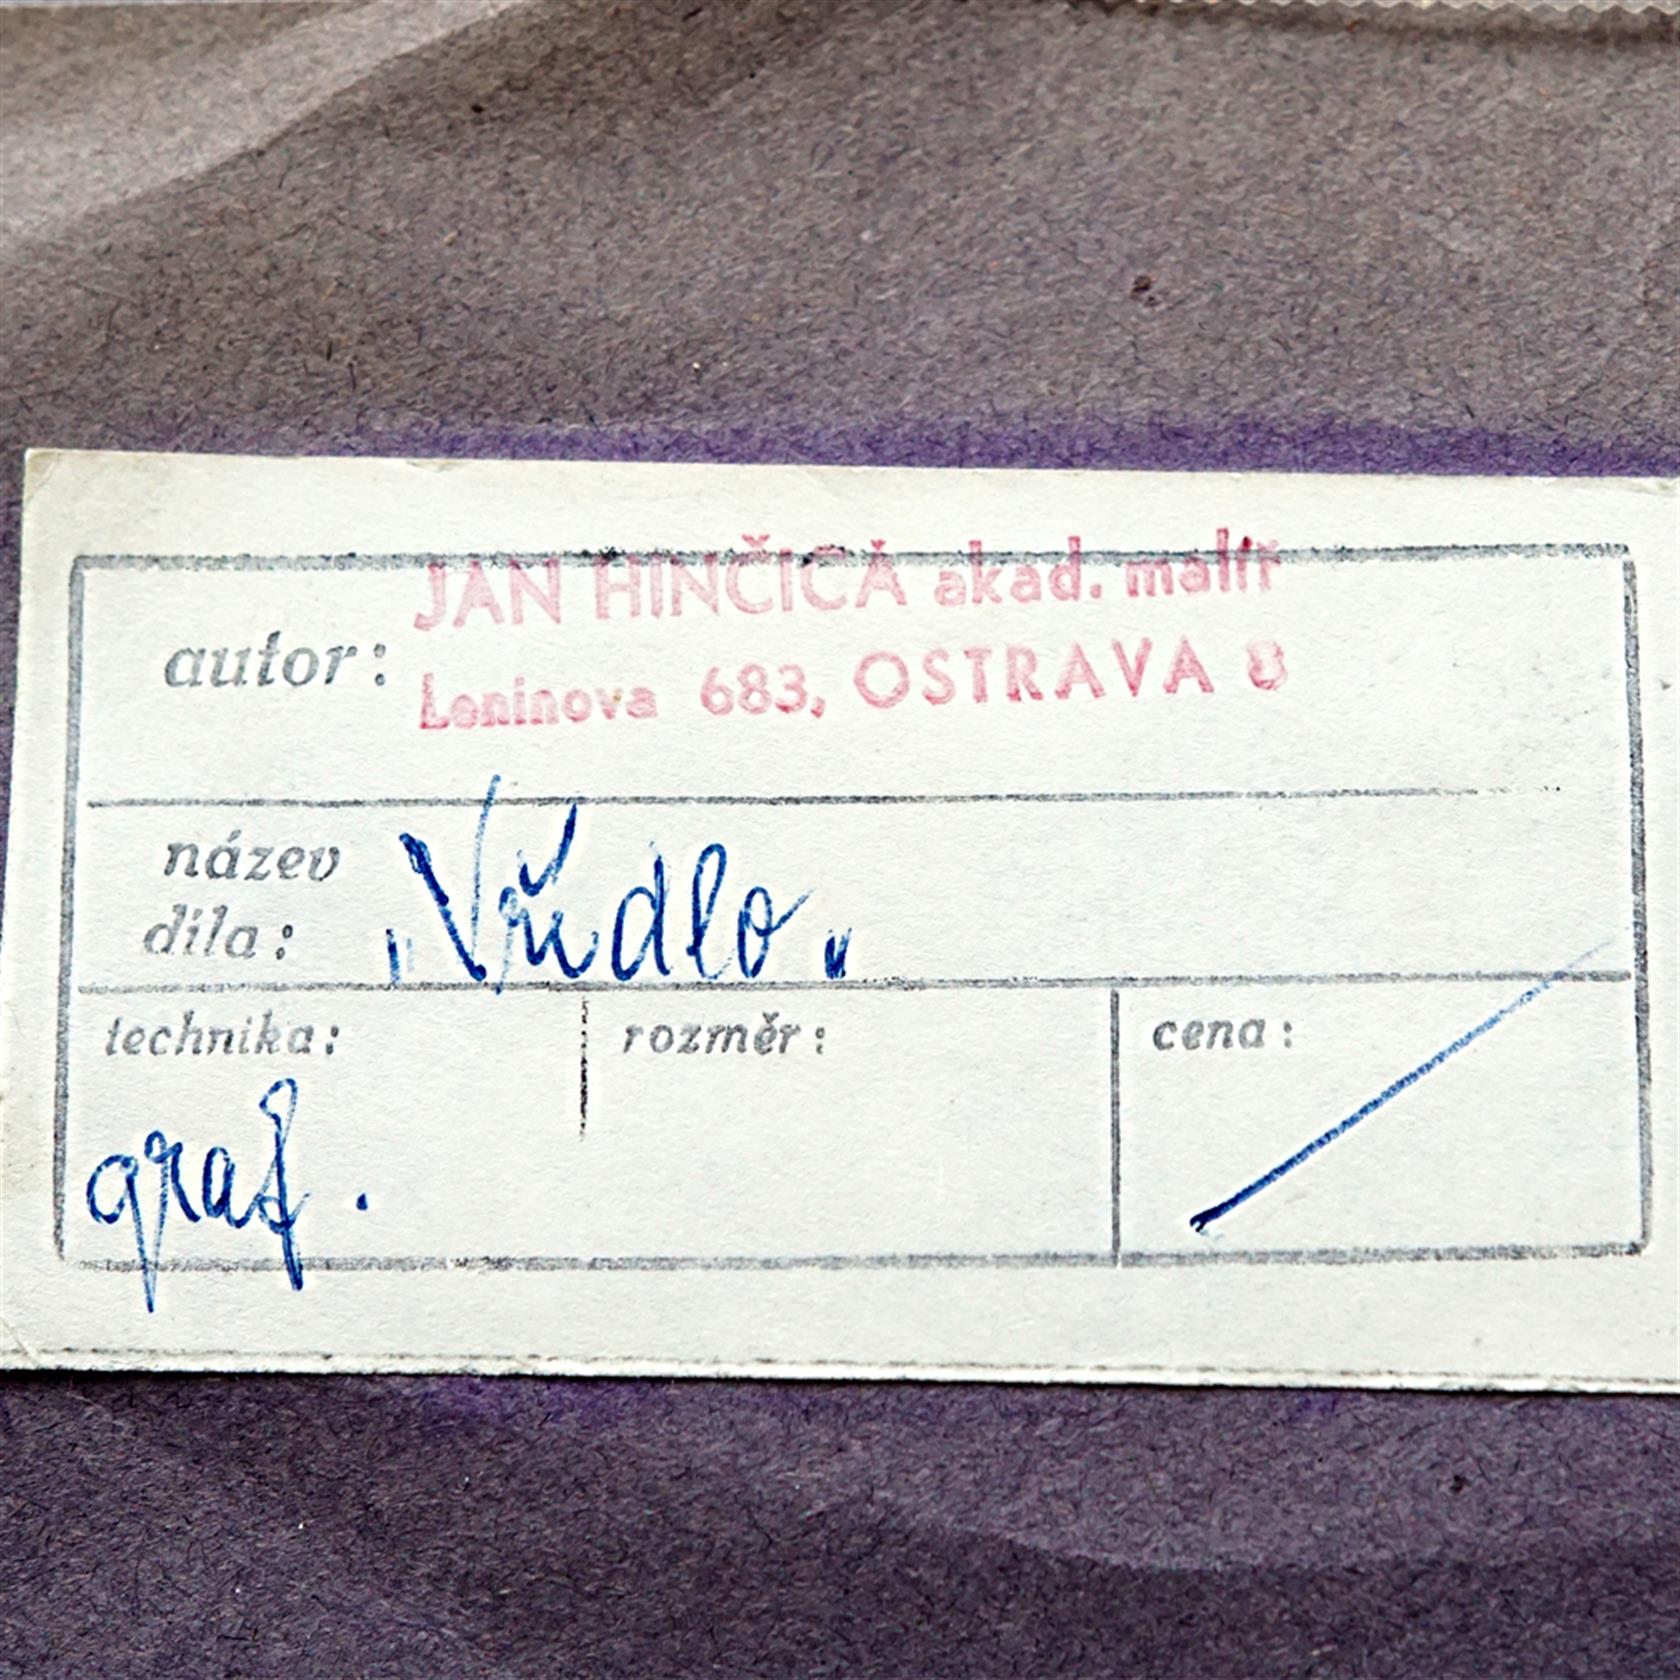 JAN HINČICA akad. malíř
autor:
Leninova 683, OSTRAVA 8
název
díla: „Vřídlo"
technika: rozměr: cena:
graf.